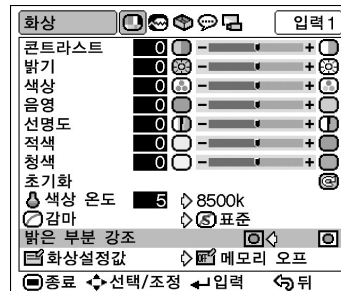 화상 입력 1
콘트라스트 0 - +
밝기 0 - +
색상 0 - +
음영 0 - +
선명도 0 - +
적색 0 - +
청색 0 - +
초기화
색상 온도 5 8500k
감마 S 표준
밝은 부분 강조
화상설정값 메모리 오프
종료 선택/조정 입력 뒤